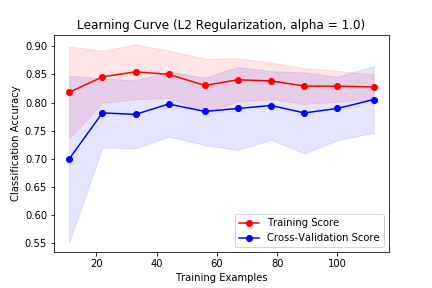 Learning Curve (L2 Regularization, alpha = 1.0)
0.90
0.85
0.80
0.75
0.70
0.65
0.60
0.55
Classification Accuracy
20
40
60
80
100
Training Examples
Training Score
Cross-Validation Score